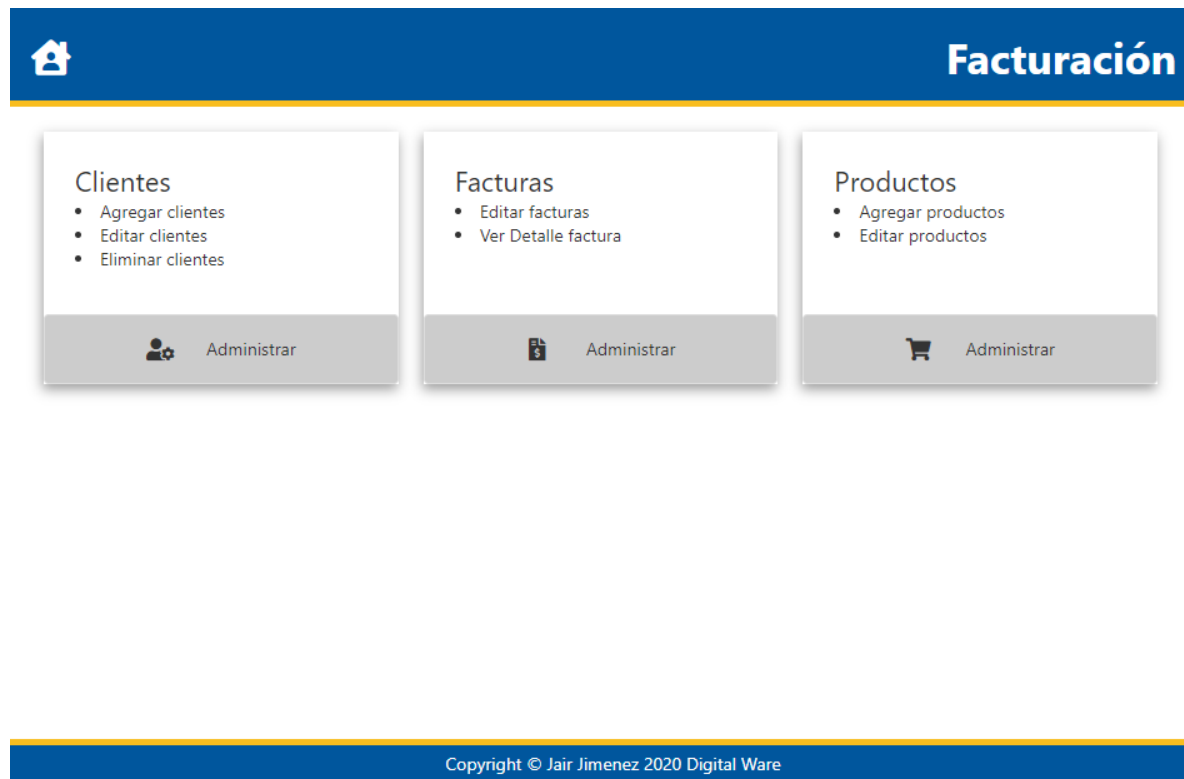 Facturación
Clientes
Agregar clientes
Editar clientes
Eliminar clientes
Administrar
Facturas
Editar facturas
Ver Detalle factura
Administrar
Productos
Agregar productos
Editar productos
Administrar
Copyright © Jair Jimenez 2020 Digital Ware